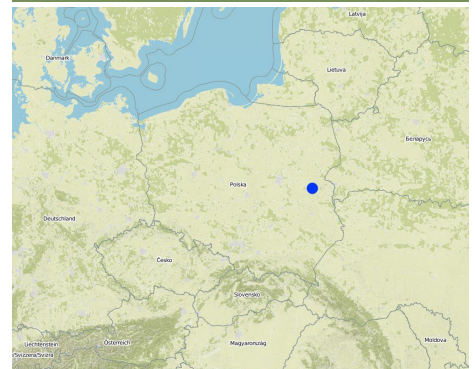 Latvija
Danmark
Lietuva
Беларусь
Polska
Deutschland
Česko
Slovensko
Liechtenstein
/Svizzera/Svizra
Österreich
Magyarország
Moldova